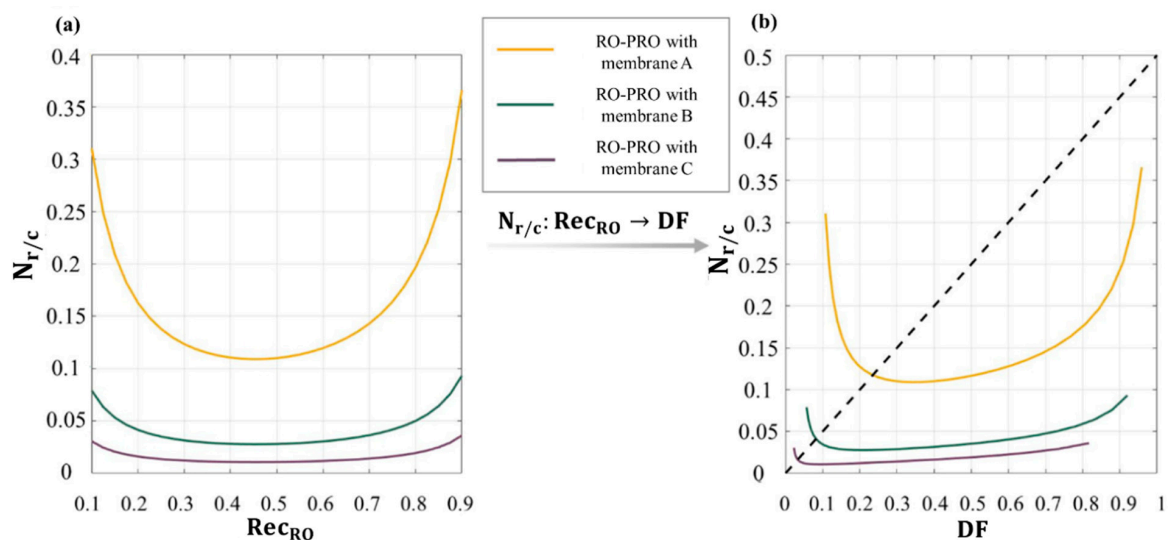 (a)
0.4
0.35
0.3
0.25
0.2
0.15
0.1
0.05
0
N_r/c
0.1 0.2 0.3 0.4 0.5 0.6 0.7 0.8 0.9
Rec_RO
RO-PRO with
membrane A
RO-PRO with
membrane B
RO-PRO with
membrane C
N_r/c: Rec_RO → DF
(b)
0.5
0.45
0.4
0.35
0.3
0.25
0.2
0.15
0.1
0.05
0
N_r/c
0 0.1 0.2 0.3 0.4 0.5 0.6 0.7 0.8 0.9 1
DF